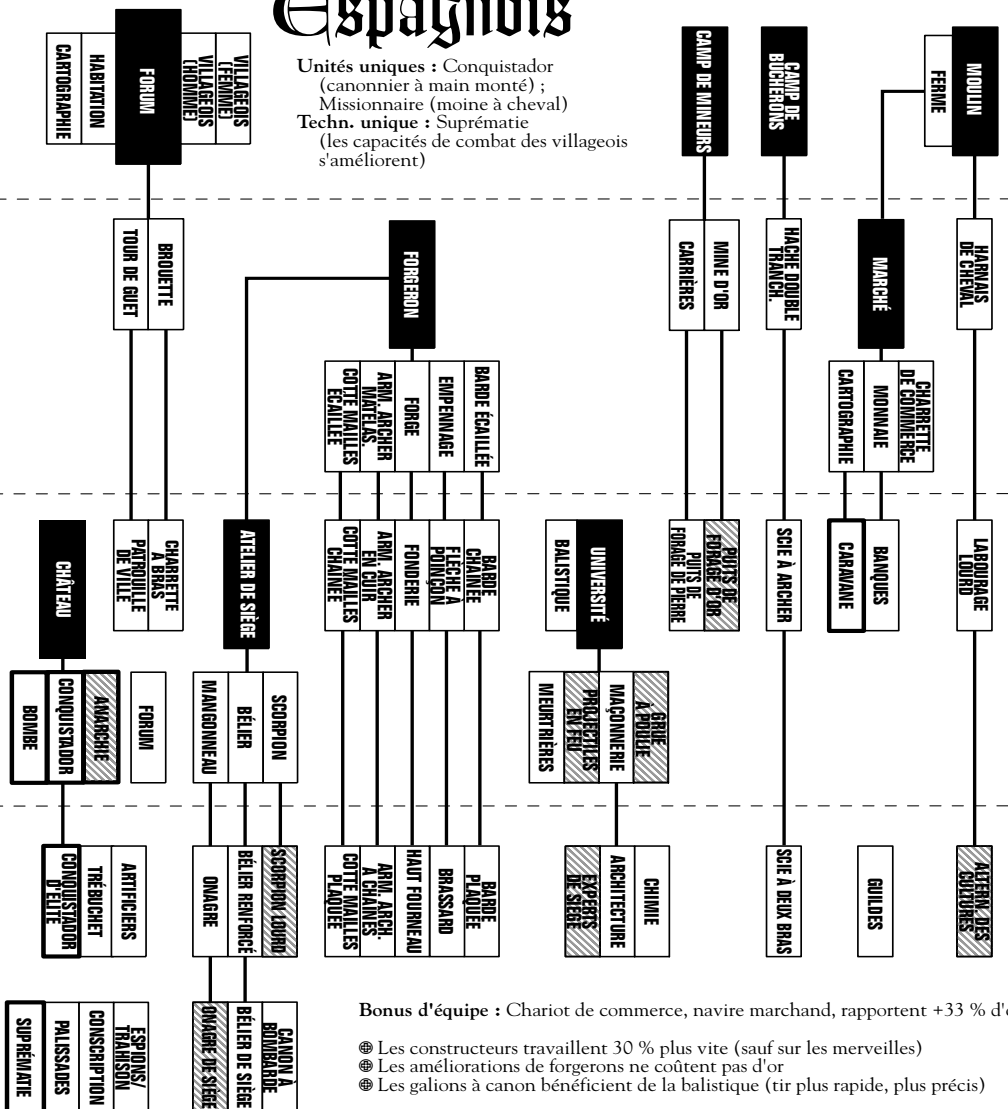 Espagnols
Unités uniques : Conquistador
(canonnier à main monté) ;
Missionnaire (moine à cheval)
Techn. unique : Suprématie
(les capacités de combat des villageois
s'améliorent)
CARTOGRAPHIE
HABITATION
FORUM
VILLAGEOIS
(HOMME)
VILLAGEOIS
(FEMME)
CAMP DE MINEURS
CAMP DE
BÛCHERONS
FERME
MOULIN
TOUR DE GUET
BROUETTE
FORGERON
CARRIÈRES
MINE D'OR
HACHE DOUBLE
TRANCH.
MARCHÉ
HARNAIS
DE CHEVAL
COTTE MAILLES
ÉCAILLÉE
ARM. ARCHER
MATELAS.
FORGE
EMPENNAGE
BARDE ÉCAILLÉE
CARTOGRAPHIE
MONNAIE
CHARRETTE
DE COMMERCE
CHÂTEAU
PATROUILLE
DE VILLE
CHARRETTE
À BRAS
ATELIER DE SIÈGE
COTTE MAILLES
CHAÎNÉE
ARM. ARCHER
EN CUIR
FONDERIE
FLÈCHE À
POINÇON
BARDE
CHAÎNÉE
BALISTIQUE
UNIVERSITÉ
PUITS DE
FORAGE DE PIERRE
PUITS DE
FORAGE D'OR
SCIE À ARCHER
CARAVANE
BANQUES
LABOURAGE
LOURD
BOMBE
CONQUISTADOR
ANARCHIE
FORUM
MANGONNEAU
BÉLIER
SCORPION
MEURTRIÈRES
PROJECTILES
EN FEU
MAÇONNERIE
GRUE
À POULIE
CONQUISTADOR
D'ÉLITE
TRÉBUCHET
ARTIFICIERS
ONAGRE
BÉLIER RENFORCÉ
SCORPION LOURD
COTTE MAILLES
PLAQUÉE
ARM. ARCH.
À CHAÎNES
HAUT FOURNEAU
BRASSARD
BARDE
PLAQUÉE
EXPERTS
DE SIÈGE
ARCHITECTURE
CHIMIE
SCIE À DEUX BRAS
GUILDES
ALTERN. DES
CULTURES
SUPRÉMATIE
PALISSADES
CONSCRIPTION
ESPIONS/
TRAHISON
ONAGRE DE SIÈGE
BÉLIER DE SIÈGE
CANON À
BOMBARDE
Bonus d'équipe : Chariot de commerce, navire marchand, rapportent +33 % d'
Les constructeurs travaillent 30 % plus vite (sauf sur les merveilles)
Les améliorations de forgerons ne coûtent pas d'or
Les galions à canon bénéficient de la balistique (tir plus rapide, plus précis)